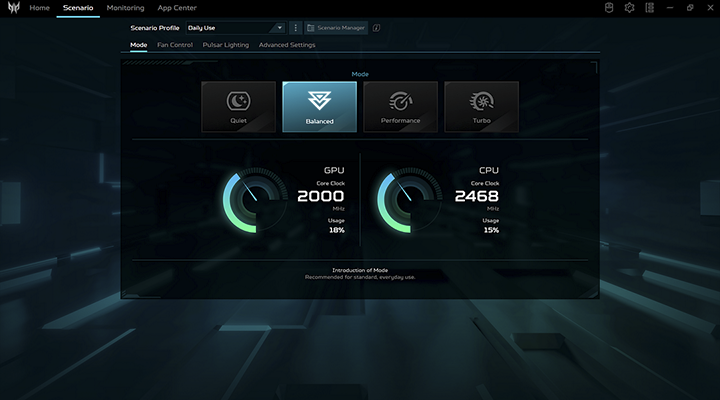 Home Scenario Monitoring App Center
Scenario Profile Daily Use Scenario Manager
Mode Fan Control Pulsar Lighting Advanced Settings
Mode
Quiet Balanced Performance Turbo
GPU CPU
Core Clock Core Clock
2000 2468
MHz MHz
Usage Usage
18% 15%
Introduction of Mode
Recommended for standard, everyday use.